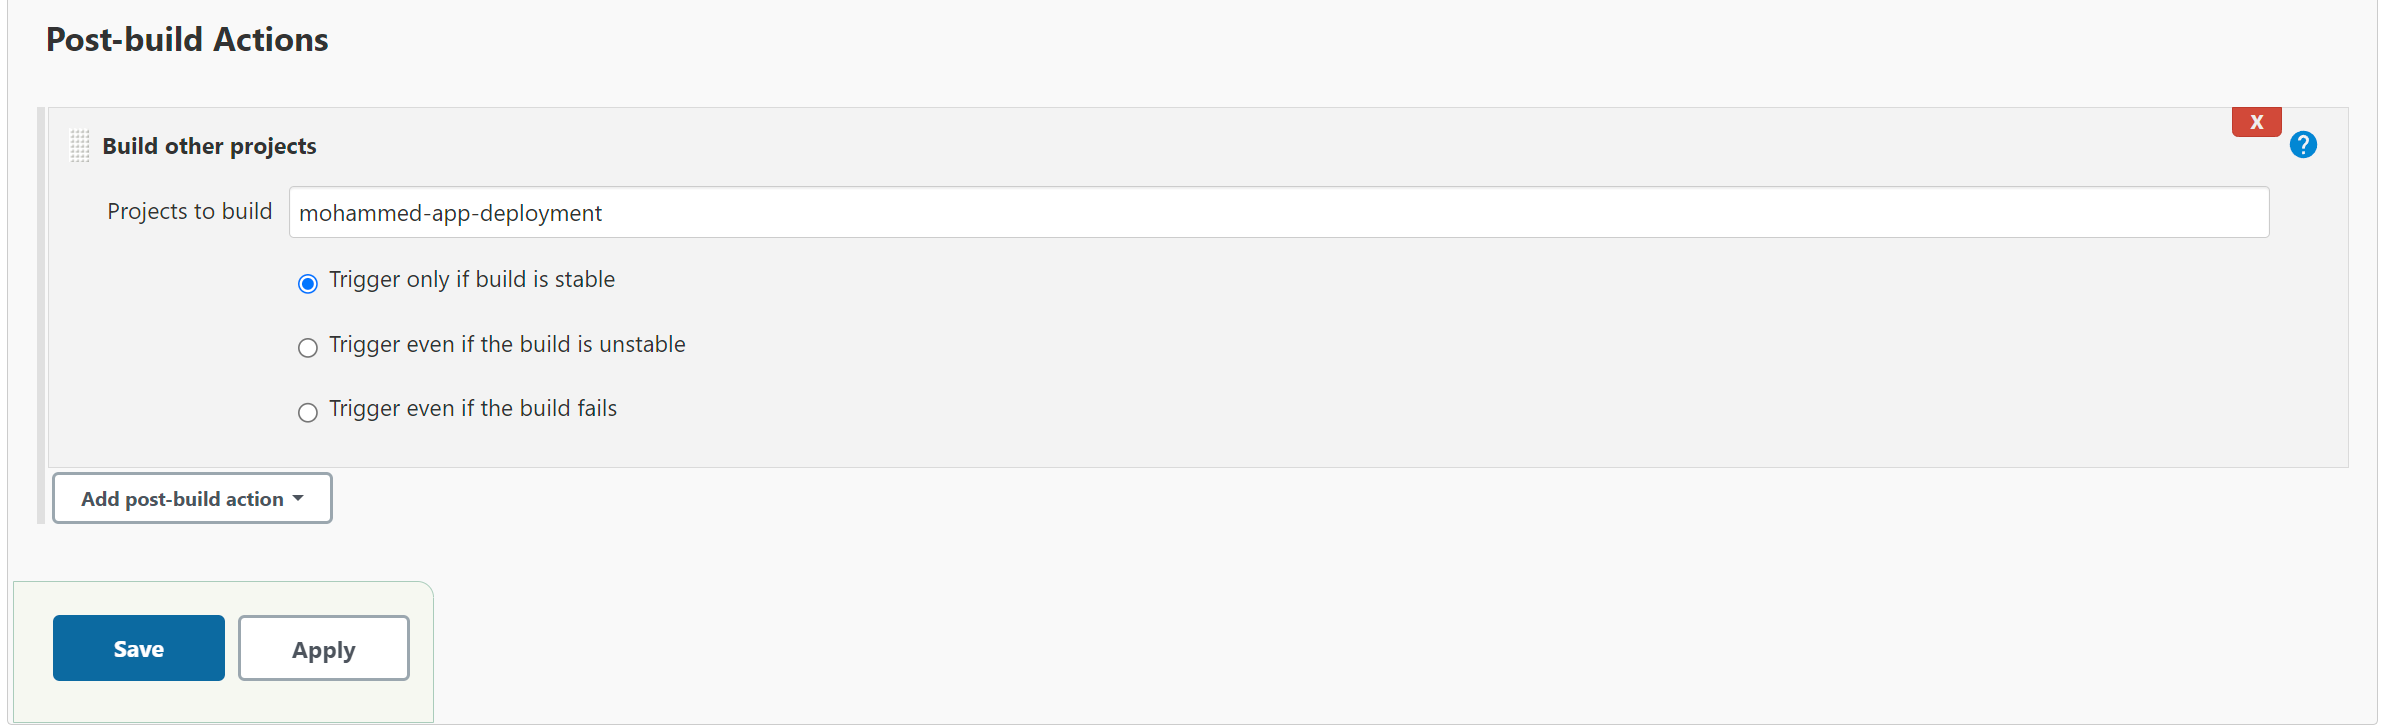 Post-build Actions
X
Build other projects
?
Projects to build mohammed-app-deployment
Trigger only if build is stable
Trigger even if the build is unstable
Trigger even if the build fails
Add post-build action
Save Apply